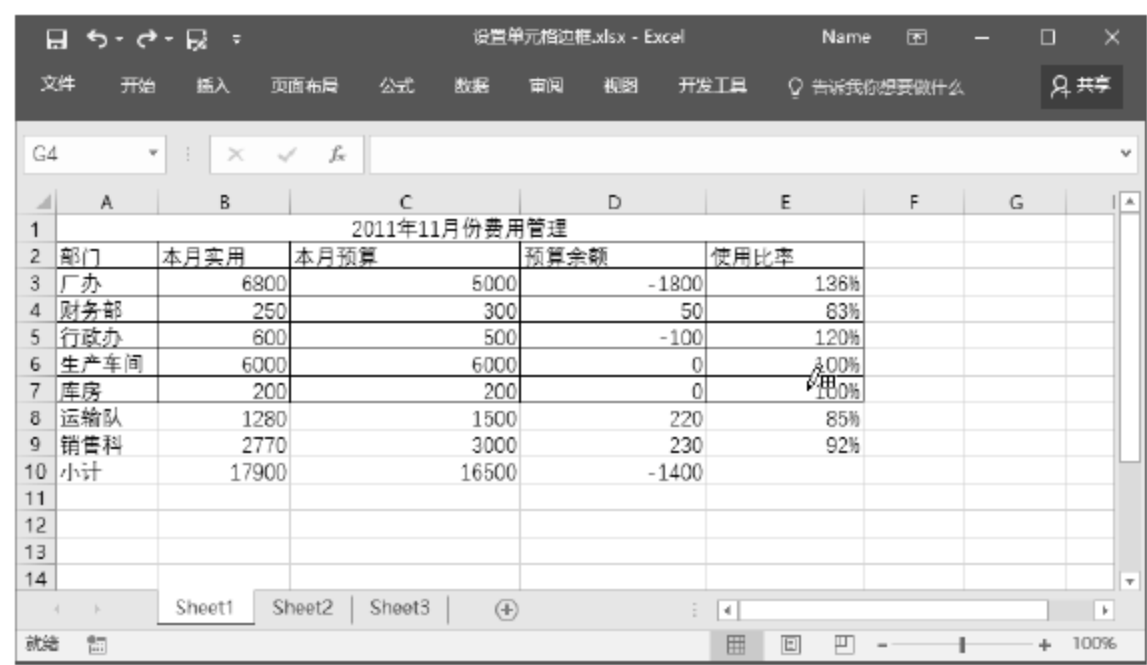 设置单元格边框.xlsx - Excel Name
文件 开始 插入 页面布局 公式 数据 审阅 视图 开发工具 告诉我你想要做什么 共享
G4 fx
A B C D E F G
1 2011年11月份费用管理
2 部门 本月实用 本月预算 预算余额 使用比率
3 厂办 6800 5000 -1800 136%
4 财务部 250 300 50 83%
5 行政办 600 500 -100 120%
6 生产车间 6000 6000 0 100%
7 库房 200 200 0 100%
8 运输队 1280 1500 220 85%
9 销售科 2770 3000 230 92%
10 小计 17900 16500 -1400
11
12
13
14
Sheet1 Sheet2 Sheet3
就绪 100%